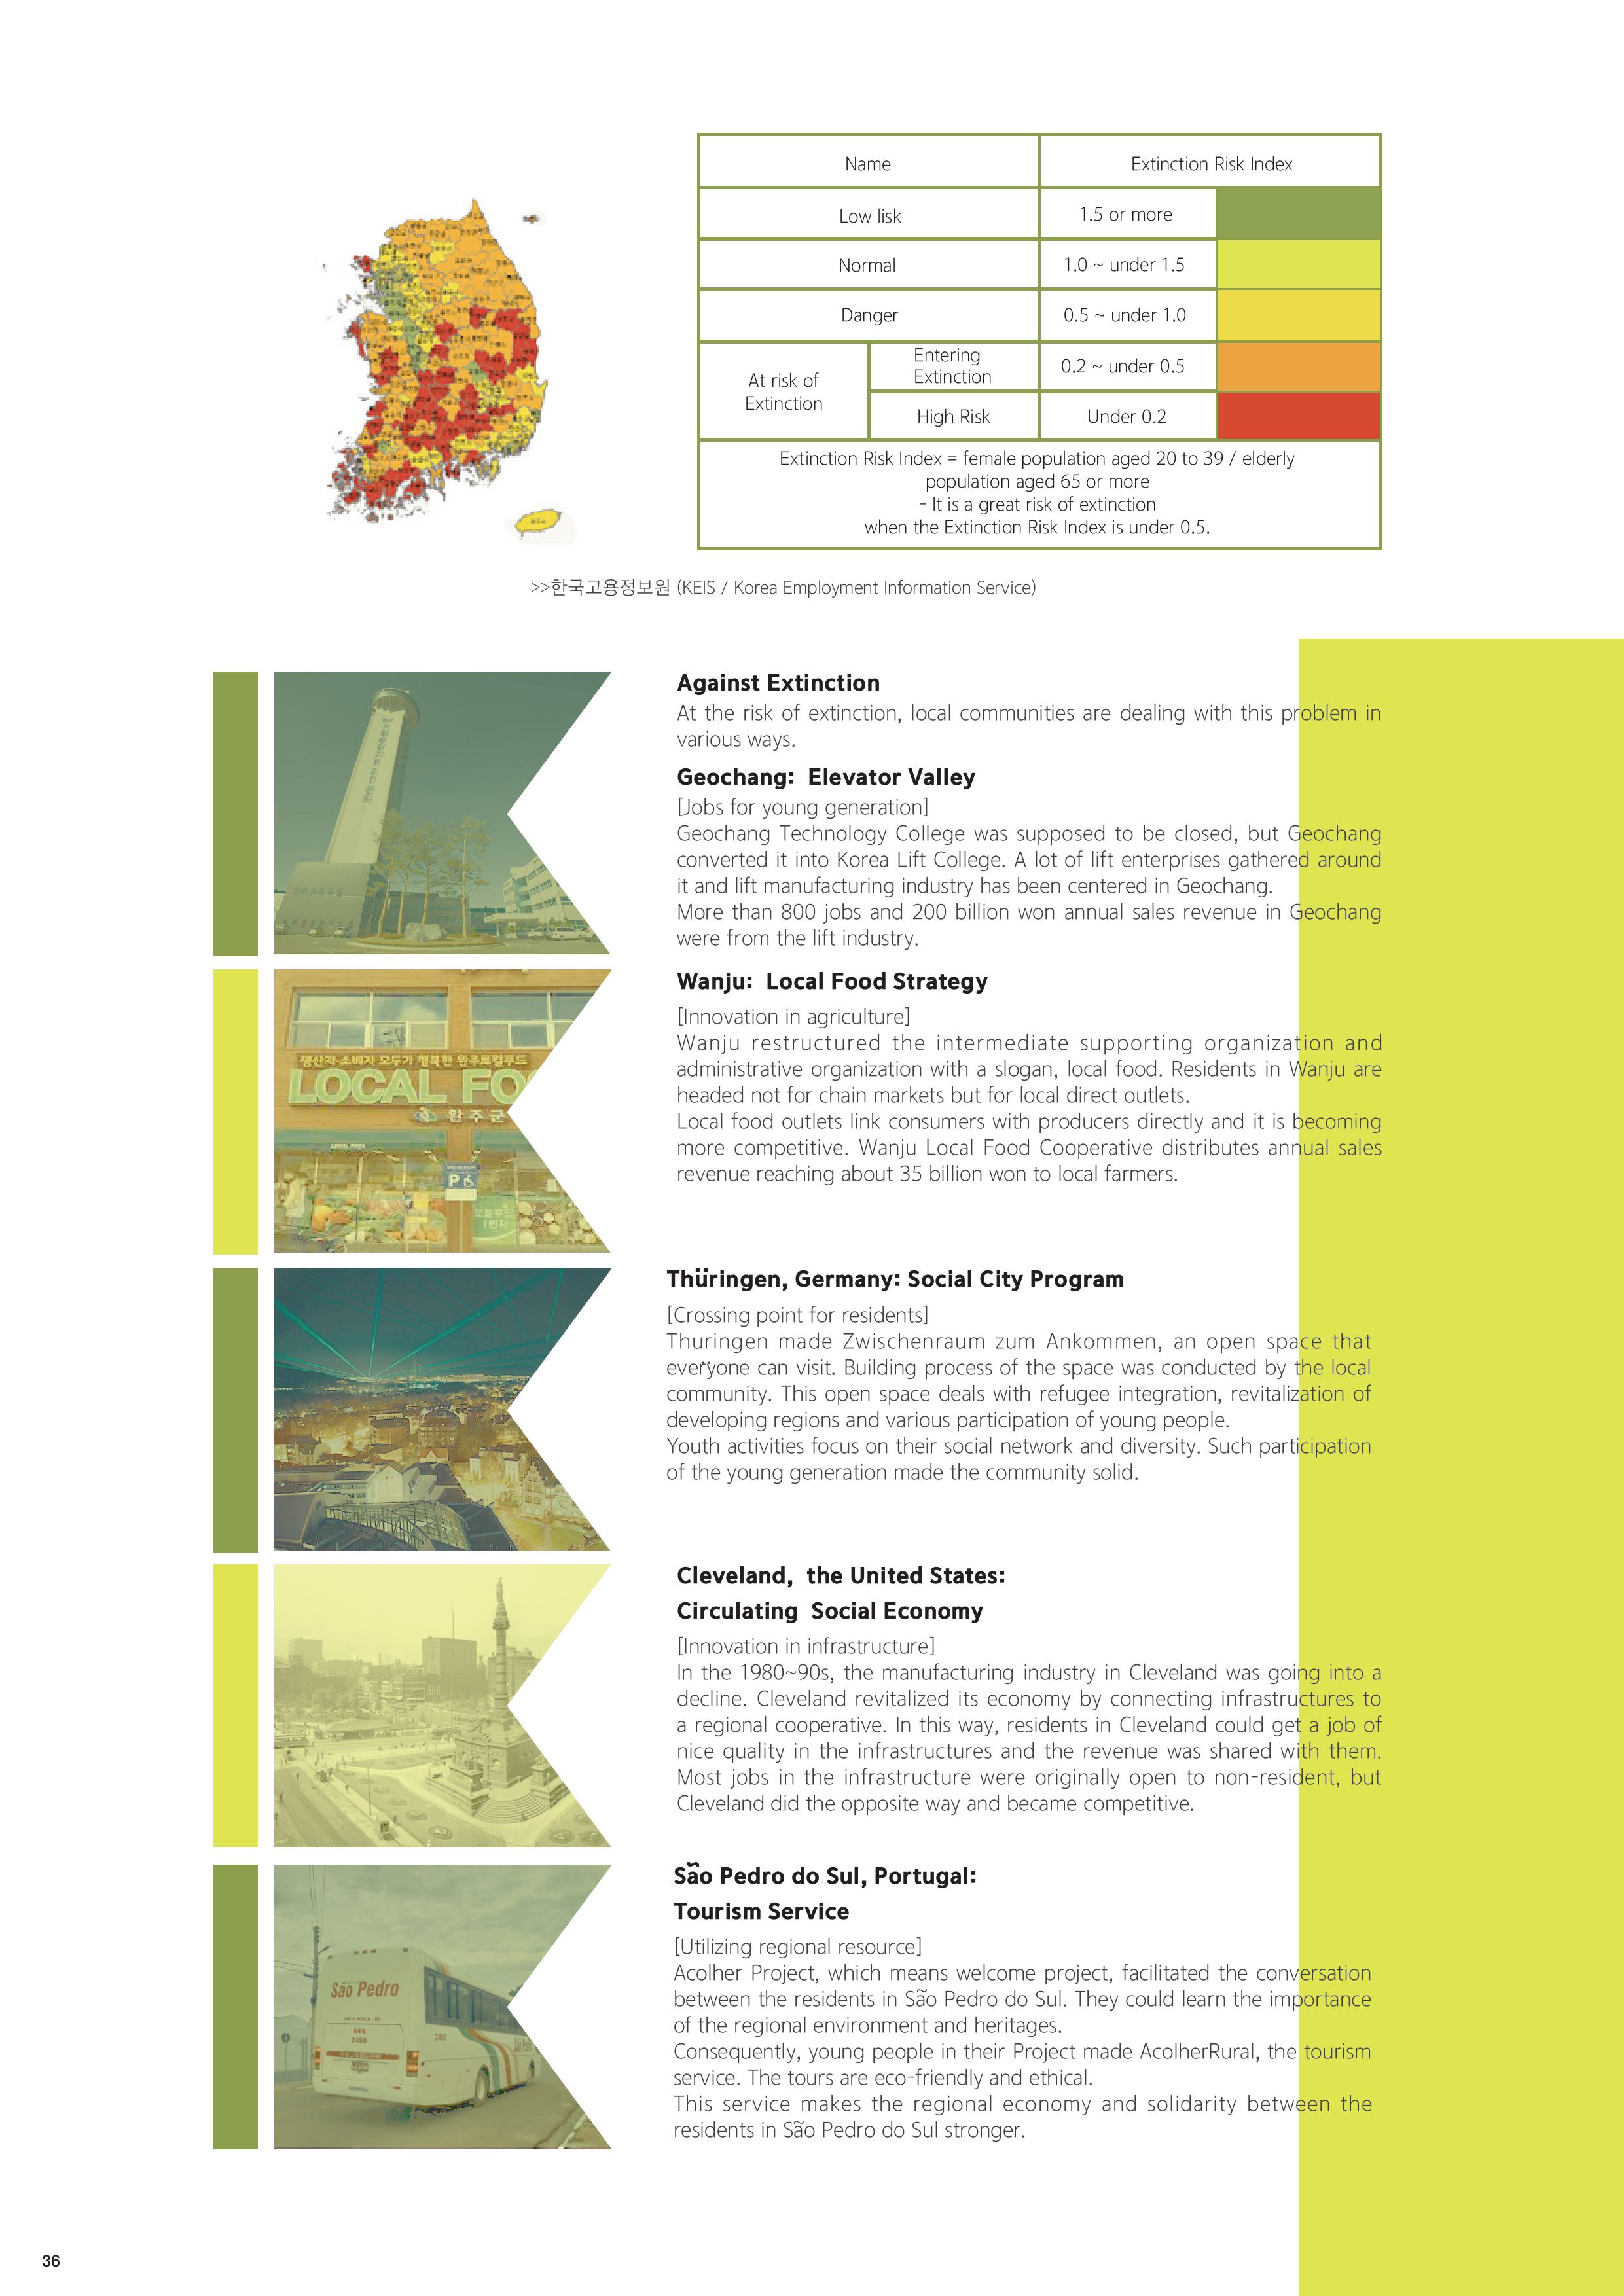 Name
Extinction Risk Index
Low lisk
1.5 or more
Normal
1.0 ~ under 1.5
Danger
0.5 ~ under 1.0
At risk of
Extinction
Entering
Extinction
0.2 ~ under 0.5
High Risk
Under 0.2
Extinction Risk Index = female population aged 20 to 39 / elderly
population aged 65 or more
- It is a great risk of extinction
when the Extinction Risk Index is under 0.5.
>>한국고용정보원 (KEIS / Korea Employment Information Service)
Against Extinction
At the risk of extinction, local communities are dealing with this problem in
various ways.
Geochang: Elevator Valley
[Jobs for young generation]
Geochang Technology College was supposed to be closed, but Geochang
converted it into Korea Lift College. A lot of lift enterprises gathered around
it and lift manufacturing industry has been centered in Geochang.
More than 800 jobs and 200 billion won annual sales revenue in Geochang
were from the lift industry.
생산자 소비자 모두가 행복한 완주로컬푸드
LOCAL FO
완주군
P
로컬푸드
1번지
Wanju: Local Food Strategy
[Innovation in agriculture]
Wanju restructured the intermediate supporting organization and
administrative organization with a slogan, local food. Residents in Wanju are
headed not for chain markets but for local direct outlets.
Local food outlets link consumers with producers directly and it is becoming
more competitive. Wanju Local Food Cooperative distributes annual sales
revenue reaching about 35 billion won to local farmers.
Thüringen, Germany: Social City Program
[Crossing point for residents]
Thuringen made Zwischenraum zum Ankommen, an open space that
everyone can visit. Building process of the space was conducted by the local
community. This open space deals with refugee integration, revitalization of
developing regions and various participation of young people.
Youth activities focus on their social network and diversity. Such participation
of the young generation made the community solid.
Cleveland, the United States:
Circulating Social Economy
[Innovation in infrastructure]
In the 1980~90s, the manufacturing industry in Cleveland was going into a
decline. Cleveland revitalized its economy by connecting infrastructures to
a regional cooperative. In this way, residents in Cleveland could get a job of
nice quality in the infrastructures and the revenue was shared with them.
Most jobs in the infrastructure were originally open to non-resident, but
Cleveland did the opposite way and became competitive.
São Pedro
2450
São Pedro do Sul, Portugal:
Tourism Service
[Utilizing regional resource]
Acolher Project, which means welcome project, facilitated the conversation
between the residents in São Pedro do Sul. They could learn the importance
of the regional environment and heritages.
Consequently, young people in their Project made AcolherRural, the tourism
service. The tours are eco-friendly and ethical.
This service makes the regional economy and solidarity between the
residents in São Pedro do Sul stronger.
36